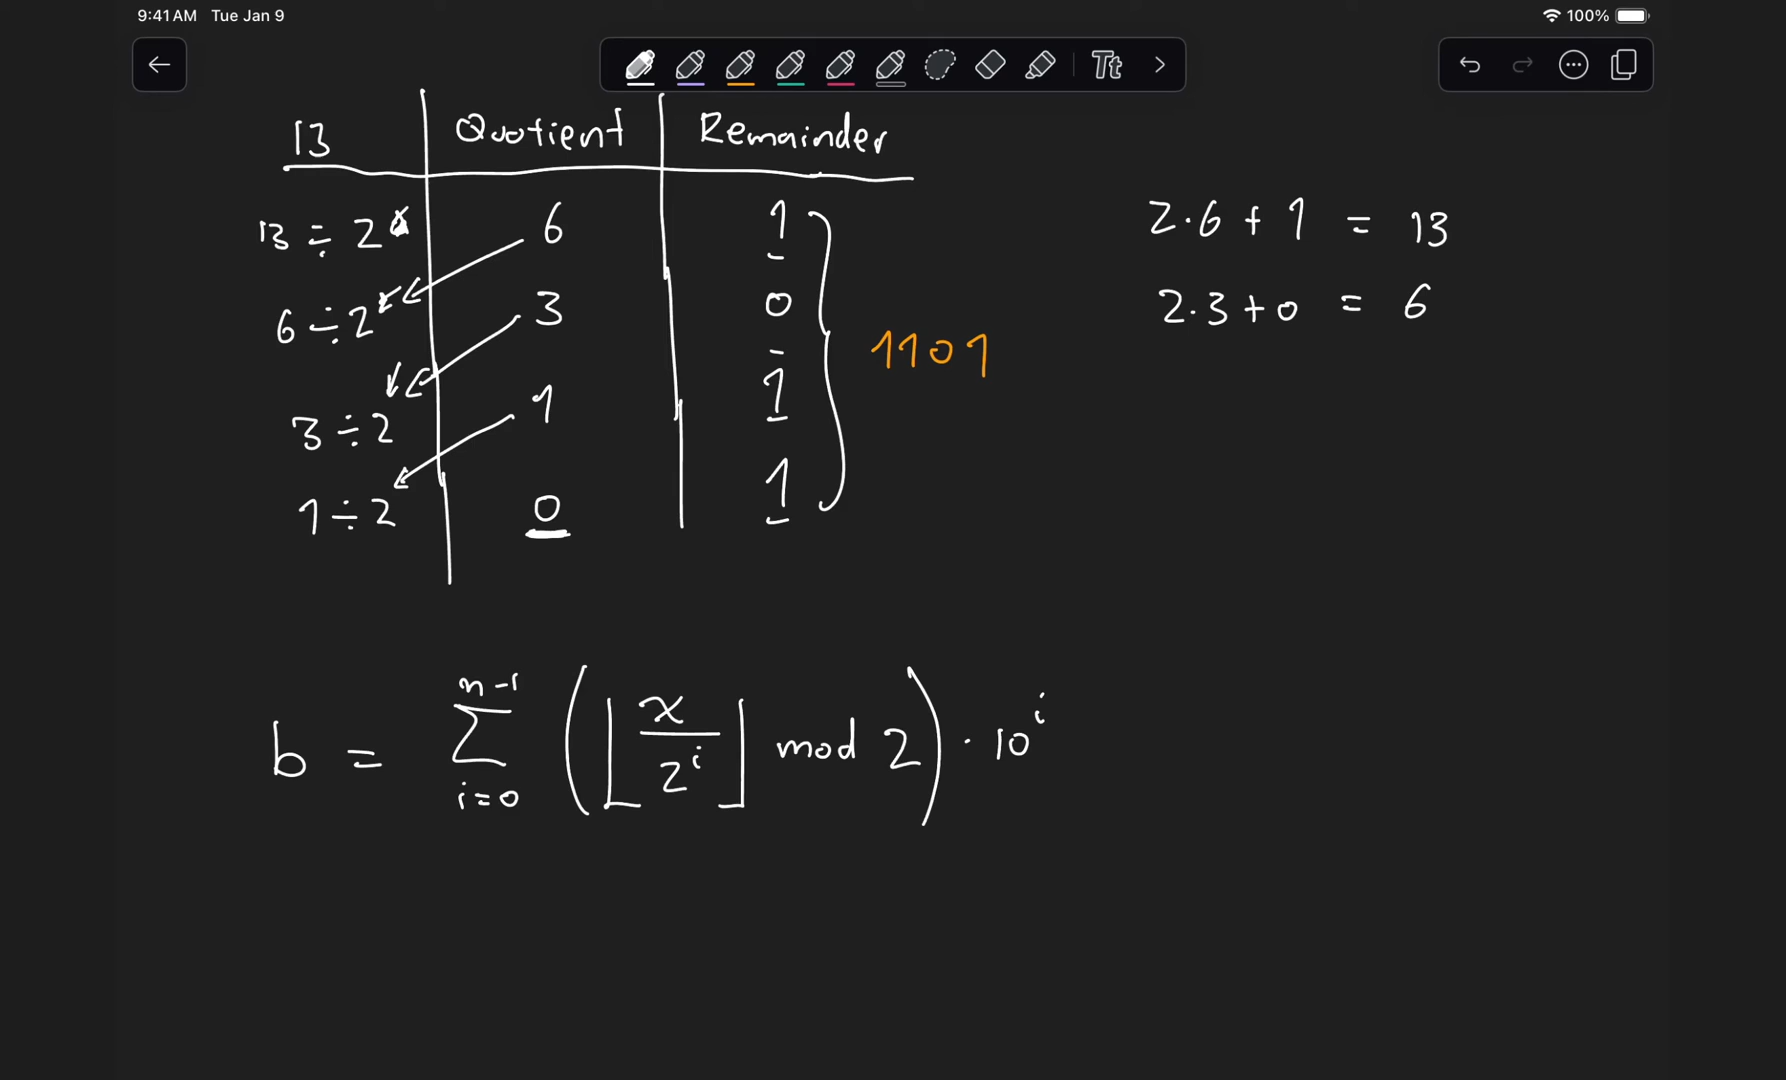 9:41 AM Tue Jan 9
100%
Tt
13 Quotient Remainder
13 ÷ 2 6 1
2·6 + 1 = 13
6 ÷ 2 3 0
2·3 + 0 = 6
1101
3 ÷ 2 1 1
1 ÷ 2 0 1
b = ∑_{i=0}^{n-1} (⌊x/2^i⌋ mod 2) · 10^i